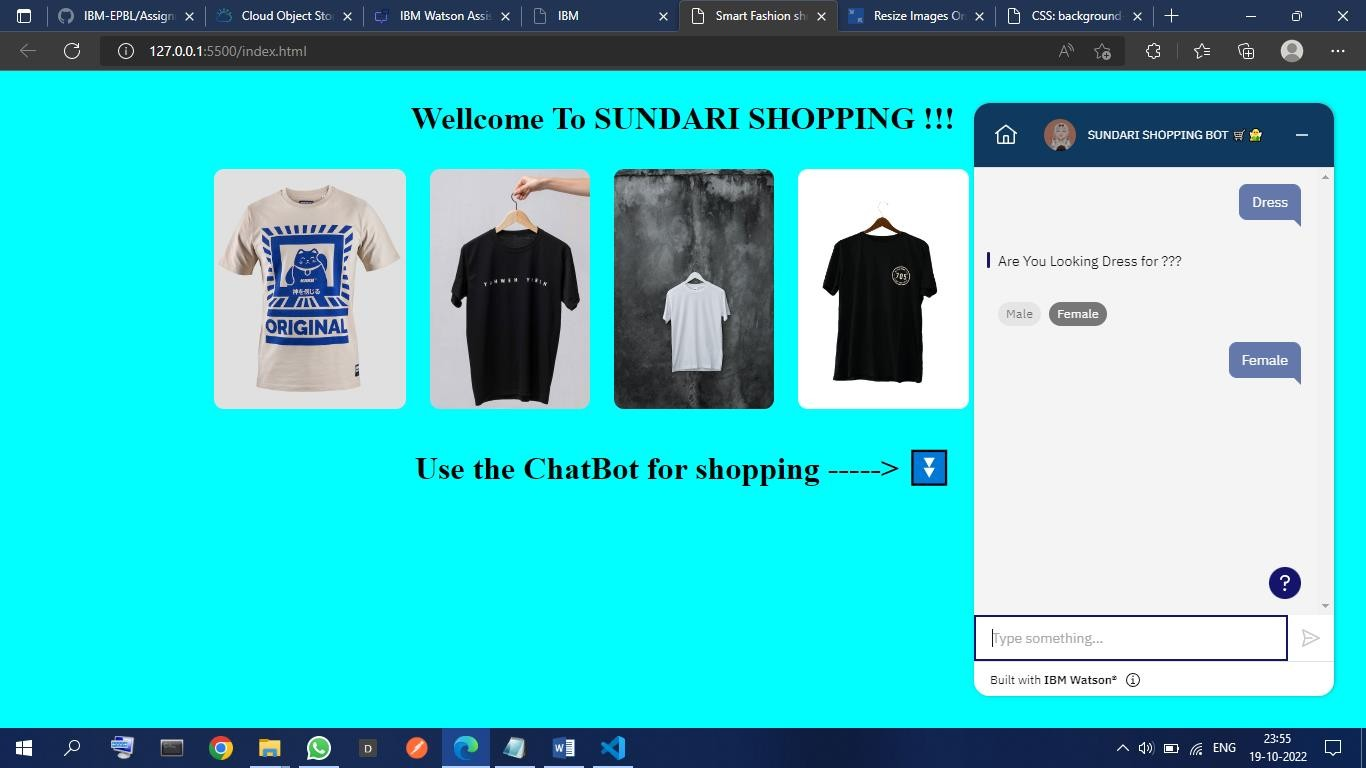 IBM-EPBL/Assign
Cloud Object Sto
IBM Watson Assis
IBM
Smart Fashion sh
Resize Images On
CSS: background-
127.0.0.1:5500/index.html
Wellcome To SUNDARI SHOPPING !!!
ORIGINAL
705
Use the ChatBot for shopping ----->
SUNDARI SHOPPING BOT
Dress
Are You Looking Dress for ???
Male Female
Female
?
Type something...
Built with IBM Watson®
D
ENG
23:55
19-10-2022